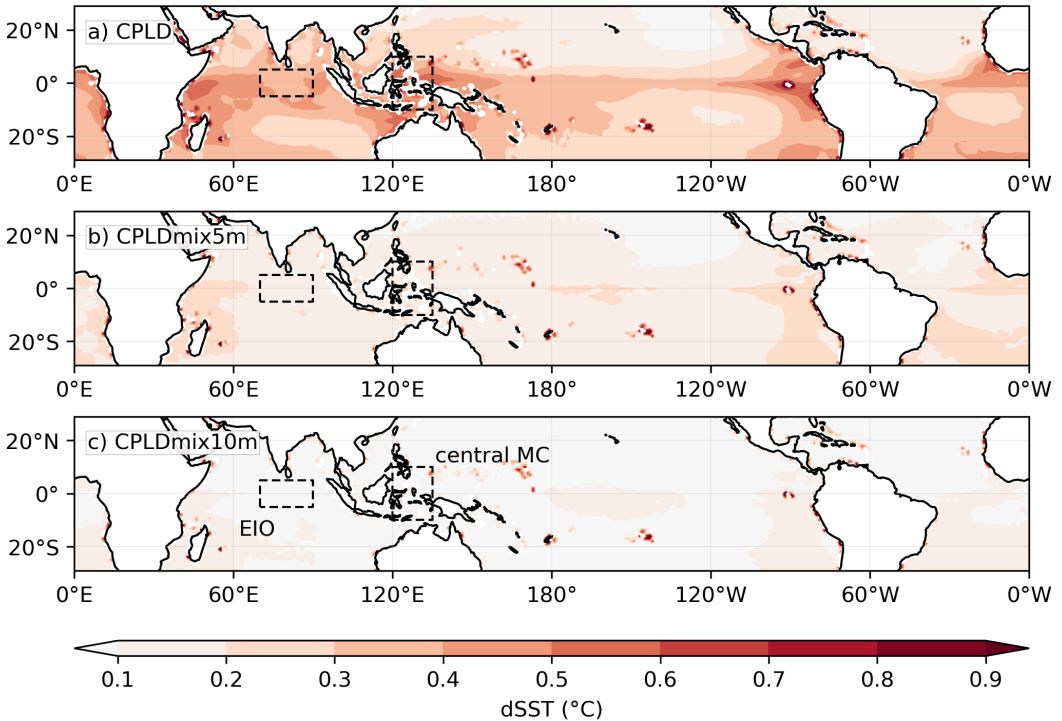 a) CPLD
20°N
0°
20°S
0°E 60°E 120°E 180° 120°W 60°W 0°W
b) CPLDmix5m
20°N
0°
20°S
0°E 60°E 120°E 180° 120°W 60°W 0°W
c) CPLDmix10m
20°N
central MC
0°
EIO
20°S
0°E 60°E 120°E 180° 120°W 60°W 0°W
0.1 0.2 0.3 0.4 0.5 0.6 0.7 0.8 0.9
dSST (°C)